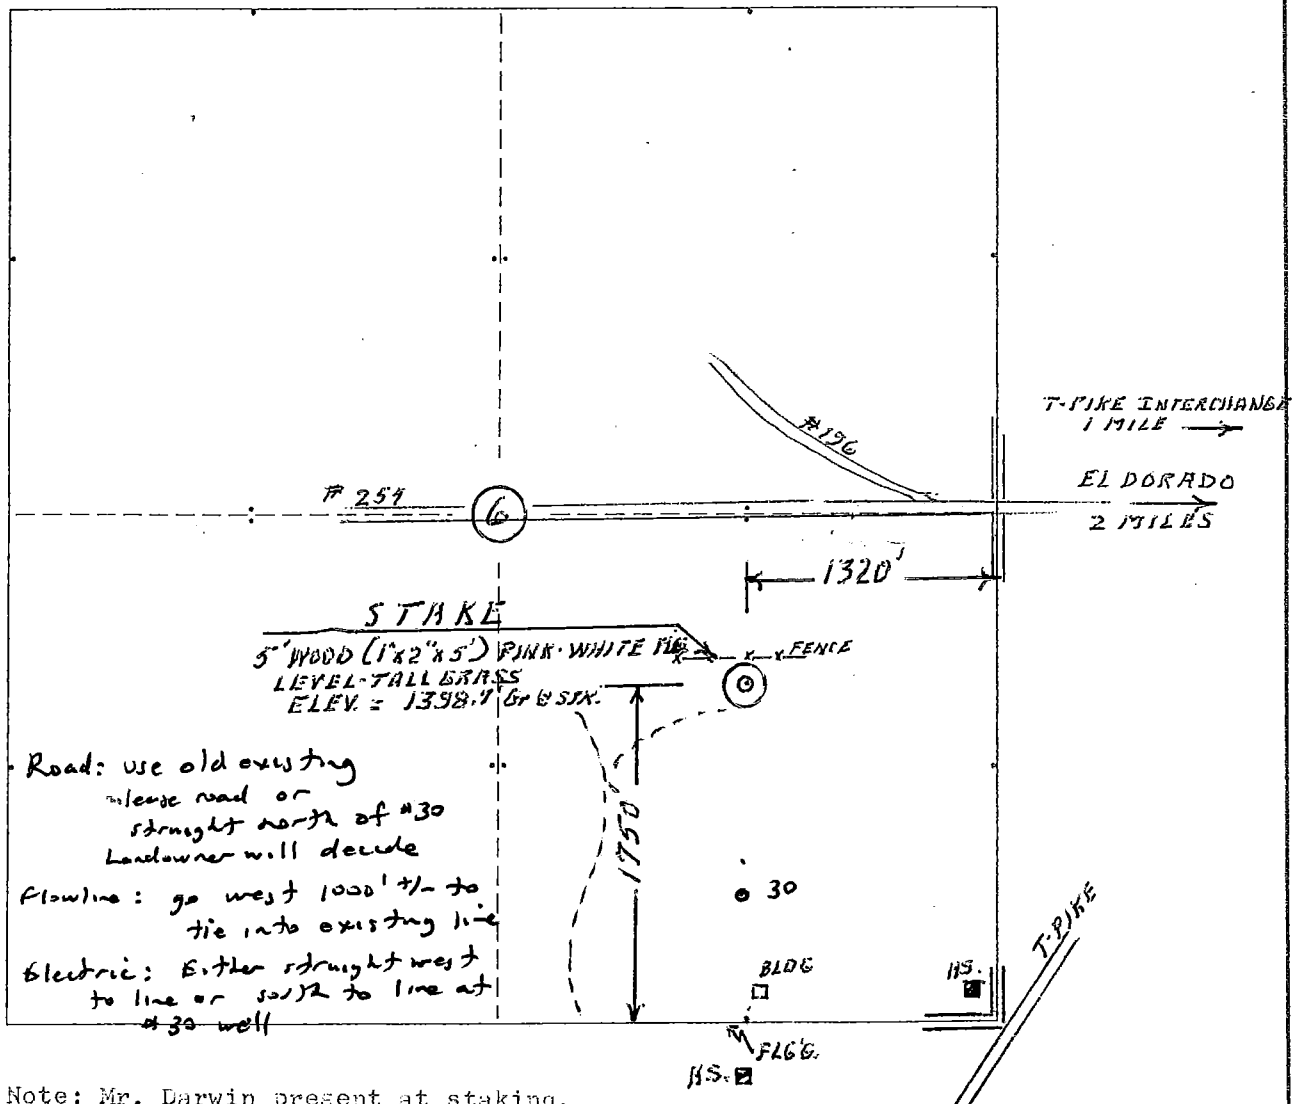 T-PIKE INTERCHANGE
1 MILE
#196
EL DORADO
2 MILES
# 254
6
1320'
STAKE
5' WOOD (1"x2"x5') PINK-WHITE FLG.
FENCE
LEVEL-TALL GRASS
ELEV. = 1398.7 Gr @ STK.
1750'
Road: use old existing
lease road or
straight north of #30
Landowner will decide
Flowline: go west 1000' +/- to
tie into existing line
Electric: Either straight west
to line or south to line at
#30 well
30
T-PIKE
BLDG
HS.
FLG'G.
HS.
Note: Mr. Darwin present at staking.